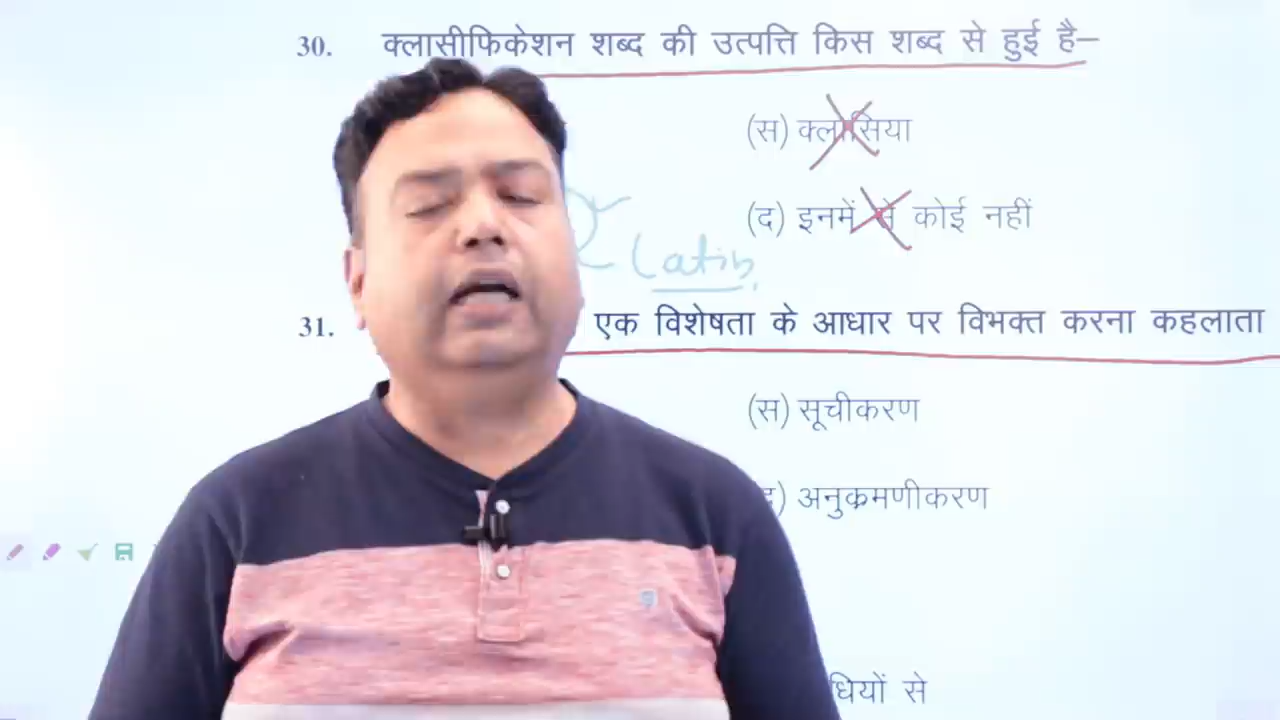 30. क्लासीफिकेशन शब्द की उत्पत्ति किस शब्द से हुई है–
(स) क्लासिया
(द) इनमें से कोई नहीं
Latin
31. एक विशेषता के आधार पर विभक्त करना कहलाता
(स) सूचीकरण
अनुक्रमणीकरण
से